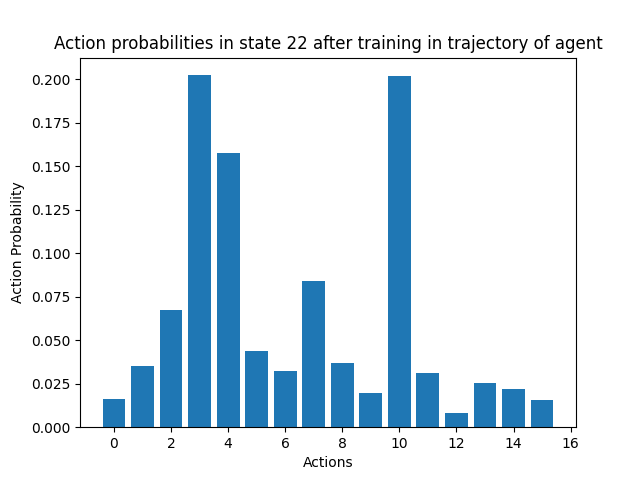 Action probabilities in state 22 after training in trajectory of agent
0.200
0.175
0.150
0.125
0.100
0.075
0.050
0.025
0.000
Action Probability
0 2 4 6 8 10 12 14 16
Actions